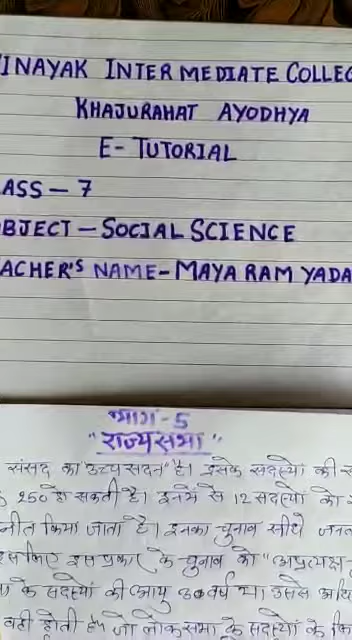 INAYAK INTERMEDIATE COLLEG
KHAJURAHAT AYODHYA
E-TUTORIAL
ASS - 7
BJECT - SOCIAL SCIENCE
ACHER'S NAME - MAYA RAM YADA
भाग-5
"राज्यसभा"
संसद का "उच्च सदन" है। इसके सदस्यों की
250 हो सकती है। इनमें से 12 सदस्यों को
नीत किया जाता है। इनका चुनाव सीधे जनत
इसलिए इस प्रकार के चुनाव को "अप्रत्यक्ष
के सदस्यों की आयु 30 वर्ष या उससे अधि
वही होती हैं जो लोकसभा के सदस्यों के कि